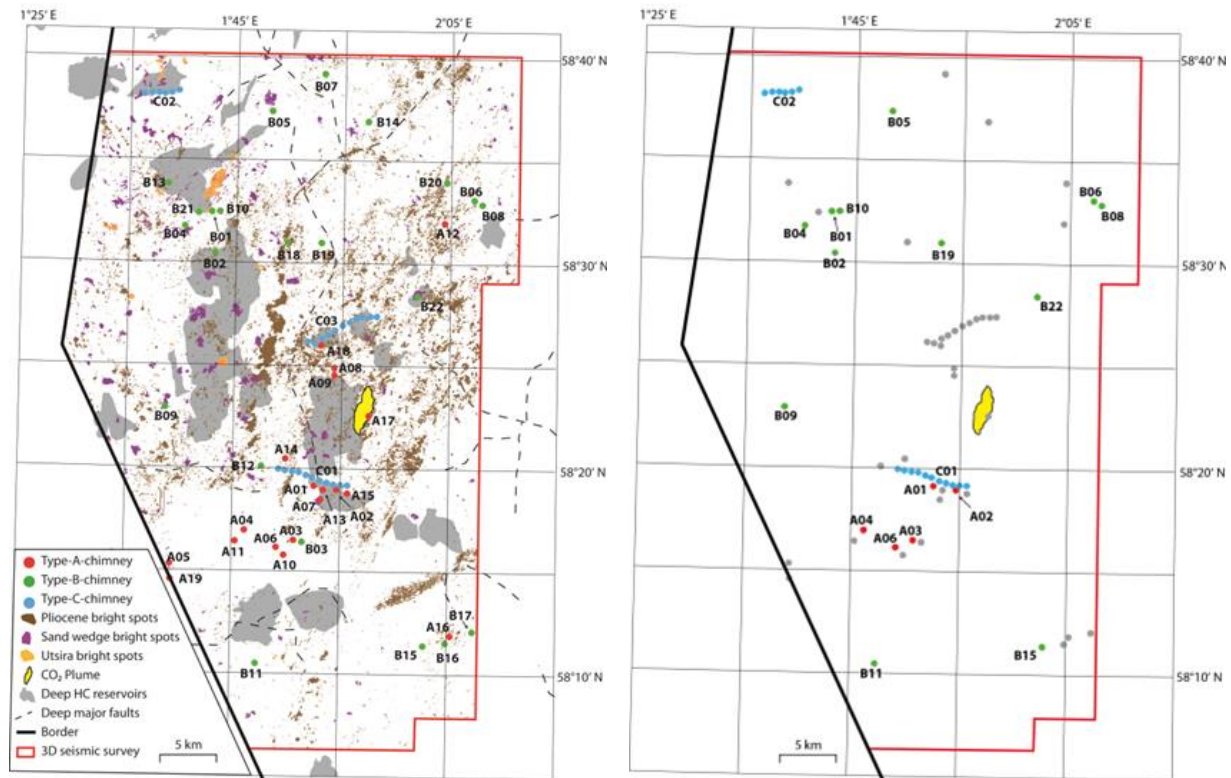 1°25' E
1°45' E
2°05' E
58°40' N
B07
C02
B05
B14
B13
B20
B06
B21
B10
B08
B04
B01
A12
B18
B19
B02
58°30' N
B22
C03
A18
A08
A09
A17
B09
A14
B12
58°20' N
C01
A01
A15
A07
A02
A13
A04
A03
A06
A11
B03
A10
A05
A19
B17
A16
B15
B16
B11
58°10' N
Type-A-chimney
Type-B-chimney
Type-C-chimney
Pliocene bright spots
Sand wedge bright spots
Utsira bright spots
CO₂ Plume
Deep HC reservoirs
Deep major faults
Border
3D seismic survey
5 km
1°25' E
1°45' E
2°05' E
58°40' N
C02
B05
B06
B10
B08
B04
B01
B19
B02
58°30' N
B22
B09
58°20' N
C01
A01
A02
A04
A03
A06
B15
B11
58°10' N
5 km